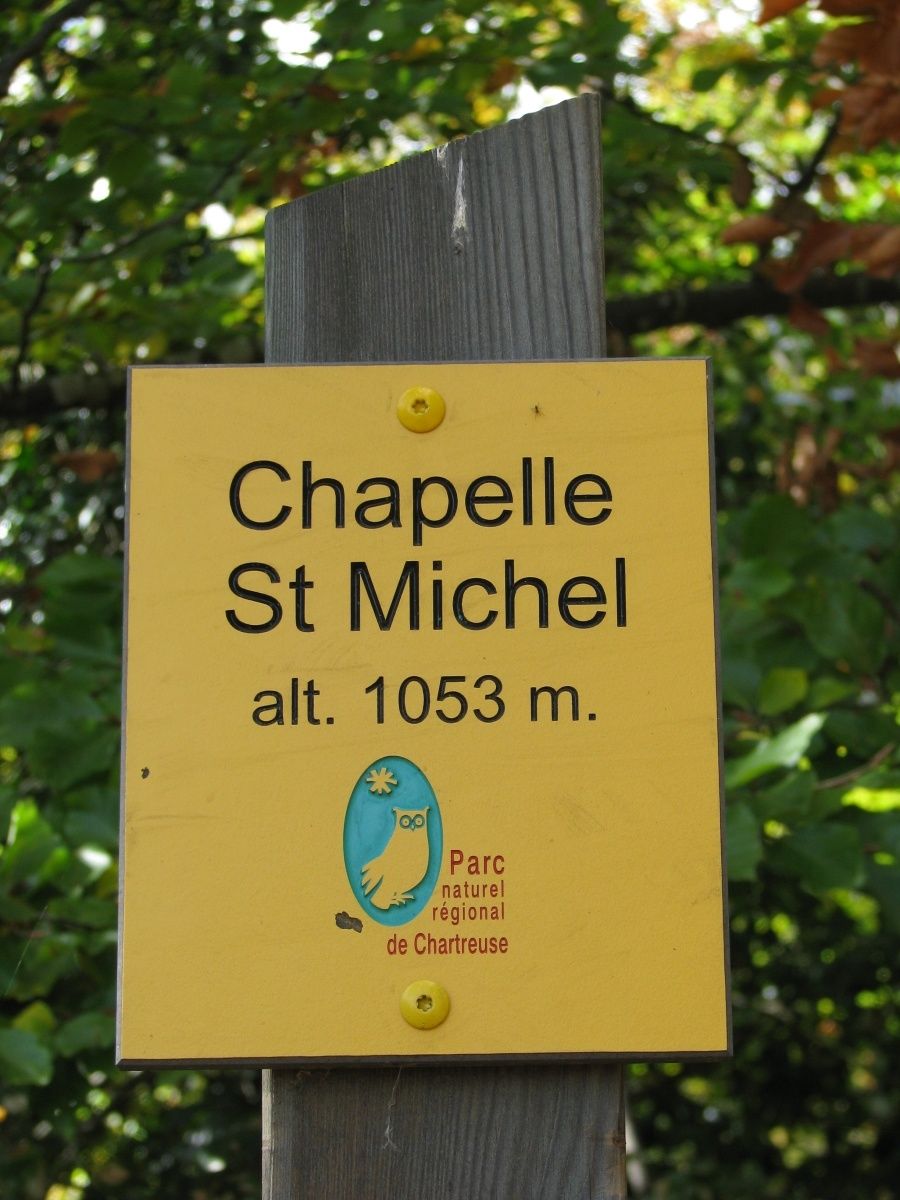 Chapelle
St Michel
alt. 1053 m.
Parc
naturel
régional
de Chartreuse